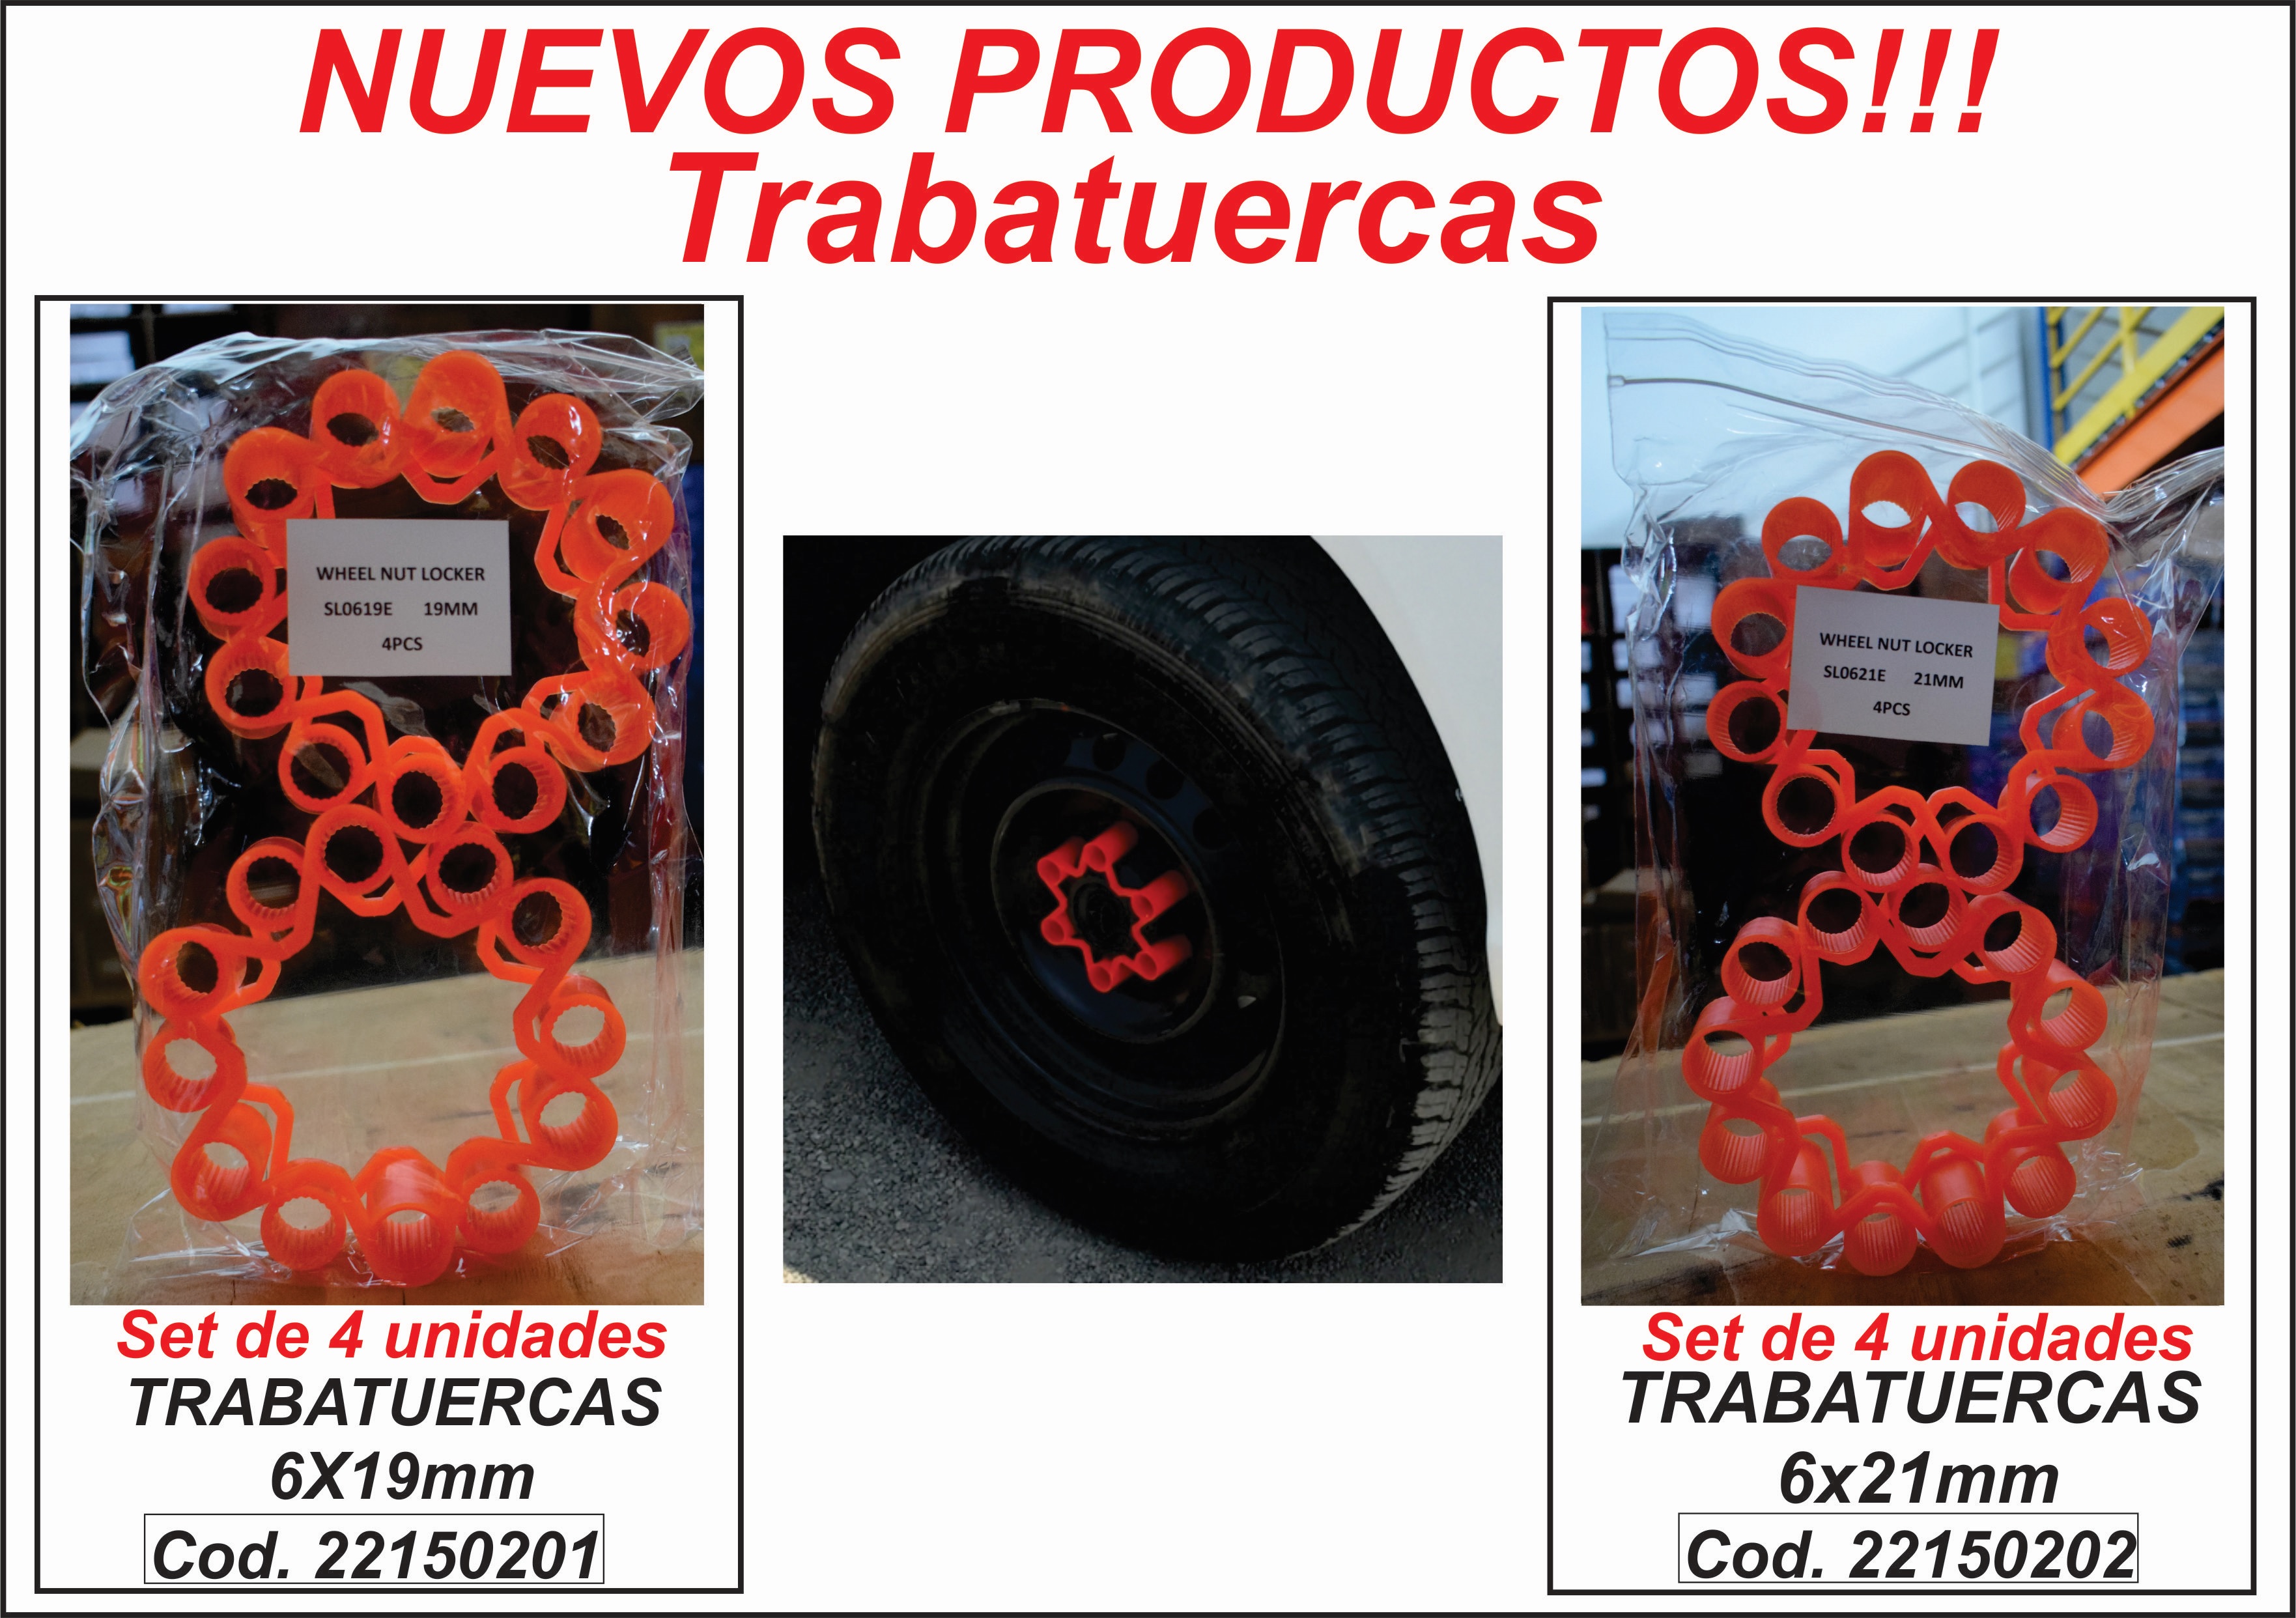 NUEVOS PRODUCTOS!!!
Trabatuercas
WHEEL NUT LOCKER
SL0619E 19MM
4PCS
Set de 4 unidades
TRABATUERCAS
6X19mm
Cod. 22150201
WHEEL NUT LOCKER
SL0621E 21MM
4PCS
Set de 4 unidades
TRABATUERCAS
6x21mm
Cod. 22150202